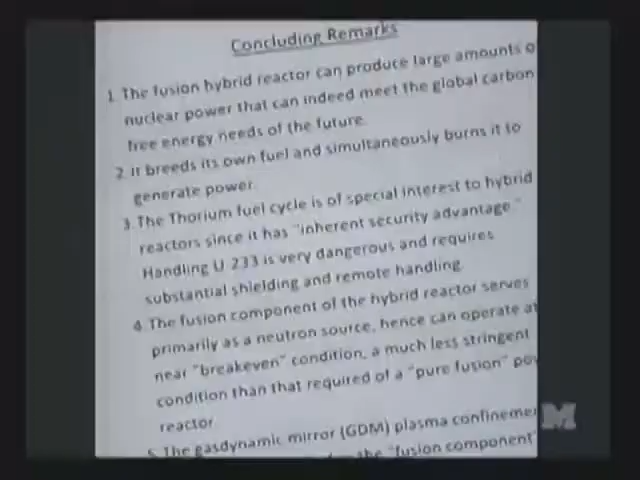 Concluding Remarks
1. The fusion hybrid reactor can produce large amounts o
nuclear power that can indeed meet the global carbon
free energy needs of the future.
2. It breeds its own fuel and simultaneously burns it to
generate power.
3. The Thorium fuel cycle is of special interest to hybrid
reactors since it has "inherent security advantage."
Handling U 233 is very dangerous and requires
substantial shielding and remote handling.
4. The fusion component of the hybrid reactor serves
primarily as a neutron source, hence can operate at
near "breakeven" condition, a much less stringent
condition than that required of a "pure fusion" pow
reactor.
5. The gasdynamic mirror (GDM) plasma confinemen
the "fusion component"
M